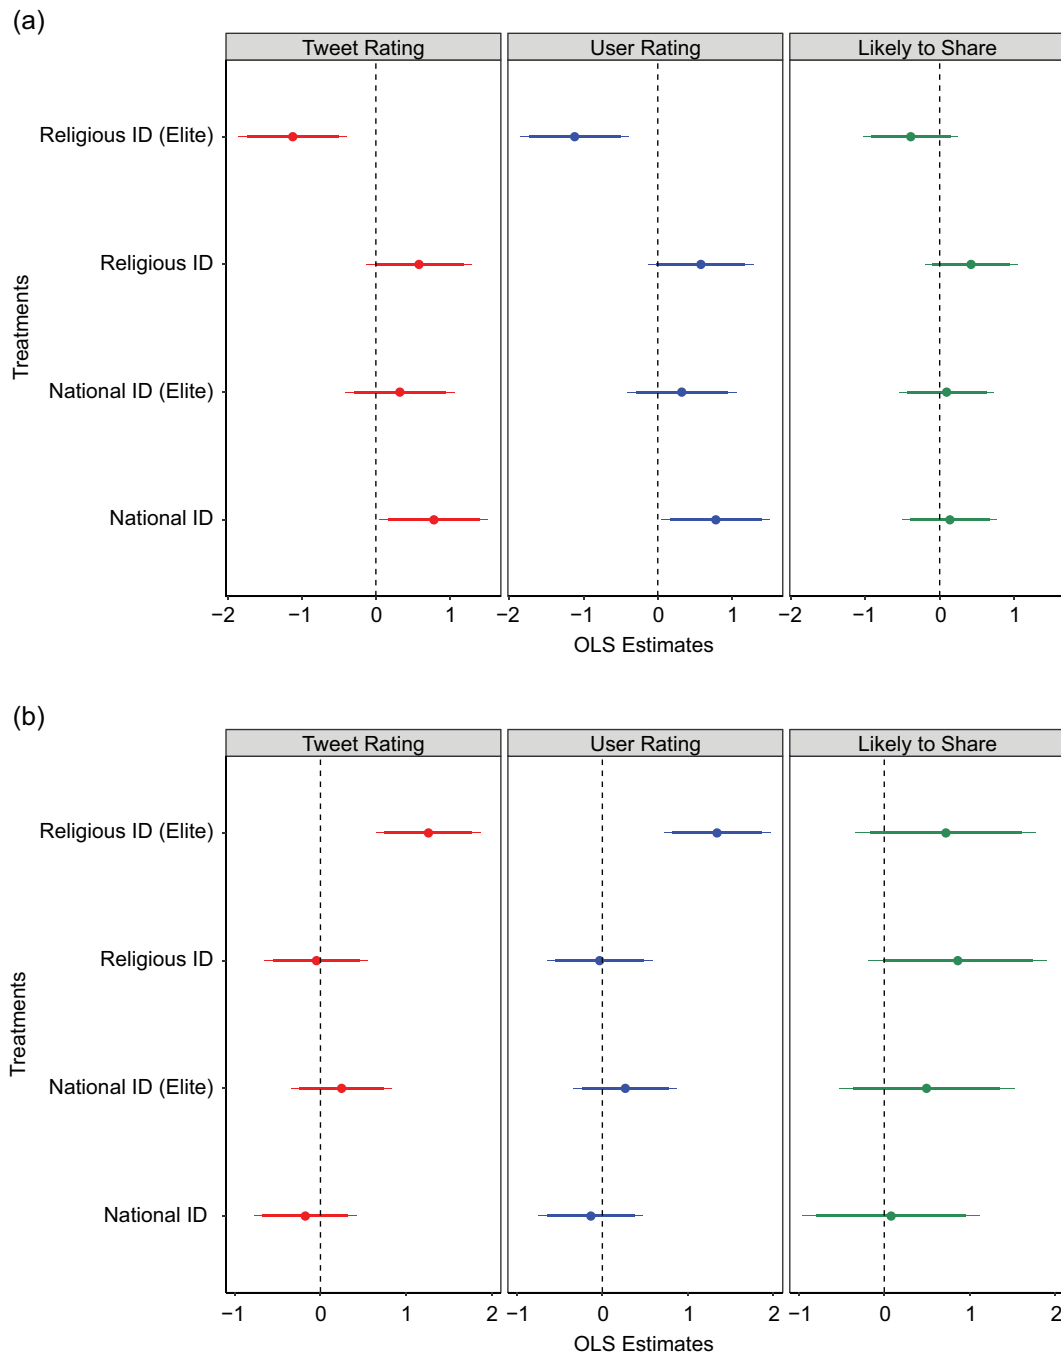 (a)
Tweet Rating User Rating Likely to Share
Religious ID (Elite)
Religious ID
National ID (Elite)
National ID
Treatments
−2 −1 0 1 −2 −1 0 1 −2 −1 0 1
OLS Estimates
(b)
Tweet Rating User Rating Likely to Share
Religious ID (Elite)
Religious ID
National ID (Elite)
National ID
Treatments
−1 0 1 2 −1 0 1 2 −1 0 1 2
OLS Estimates